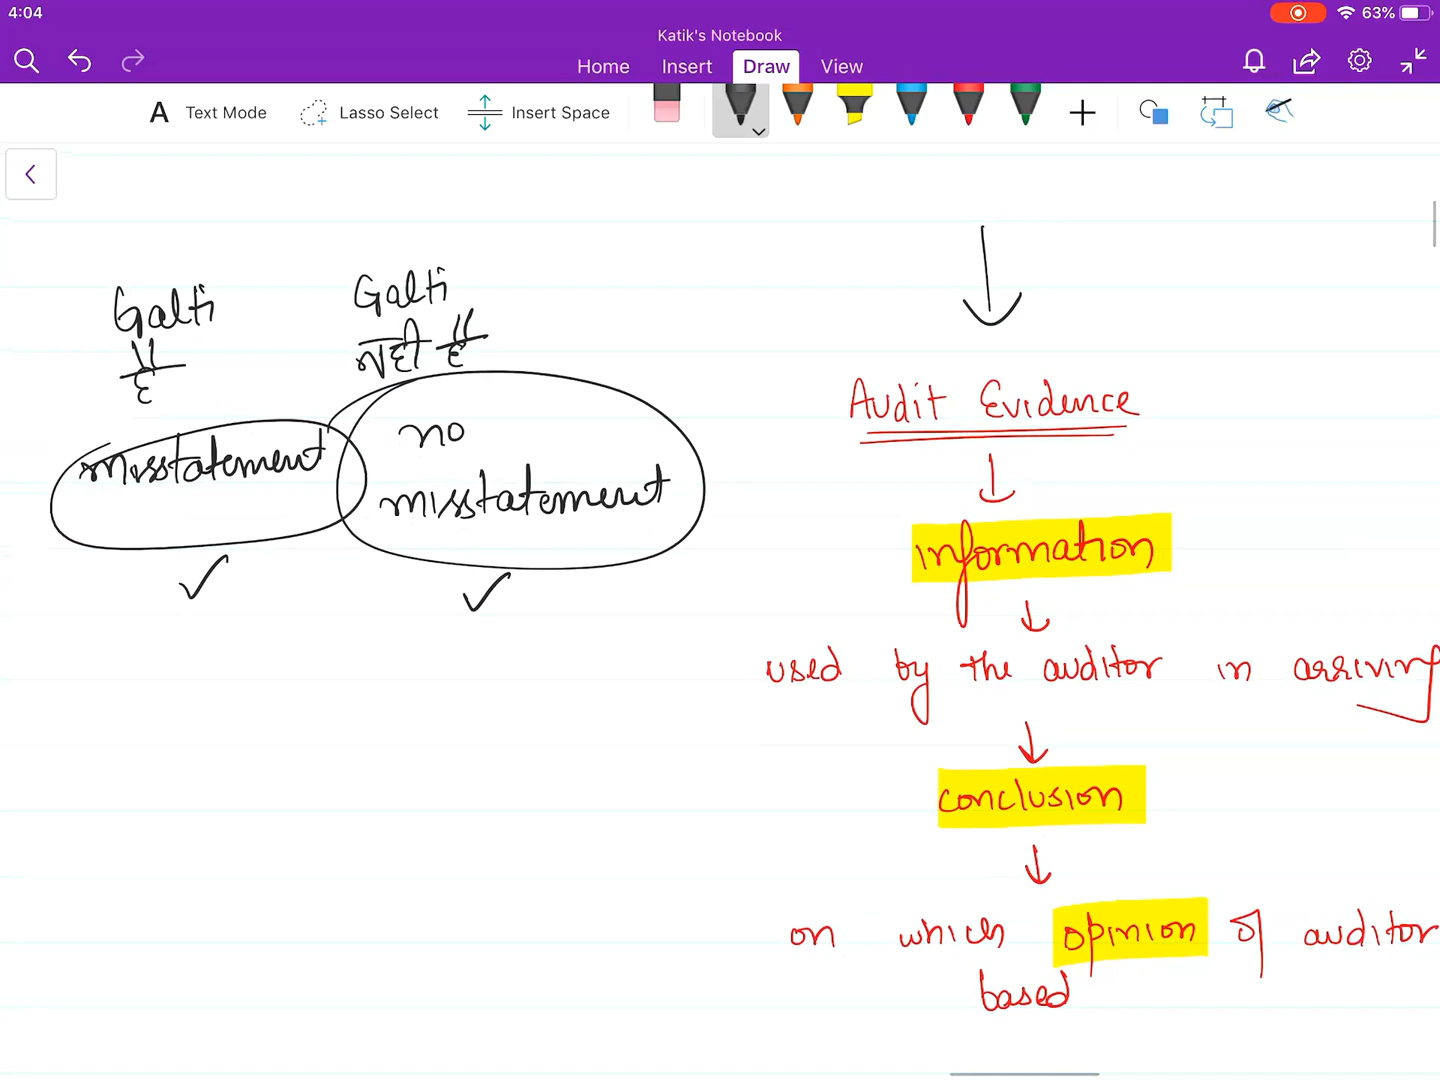 4:04
63%
Katik's Notebook
Home Insert Draw View
A Text Mode Lasso Select Insert Space
Galti
है
Galti
नहीं है
misstatement
no
misstatement
Audit Evidence
information
used by the auditor in arriving
conclusion
on which opinion of auditor
based